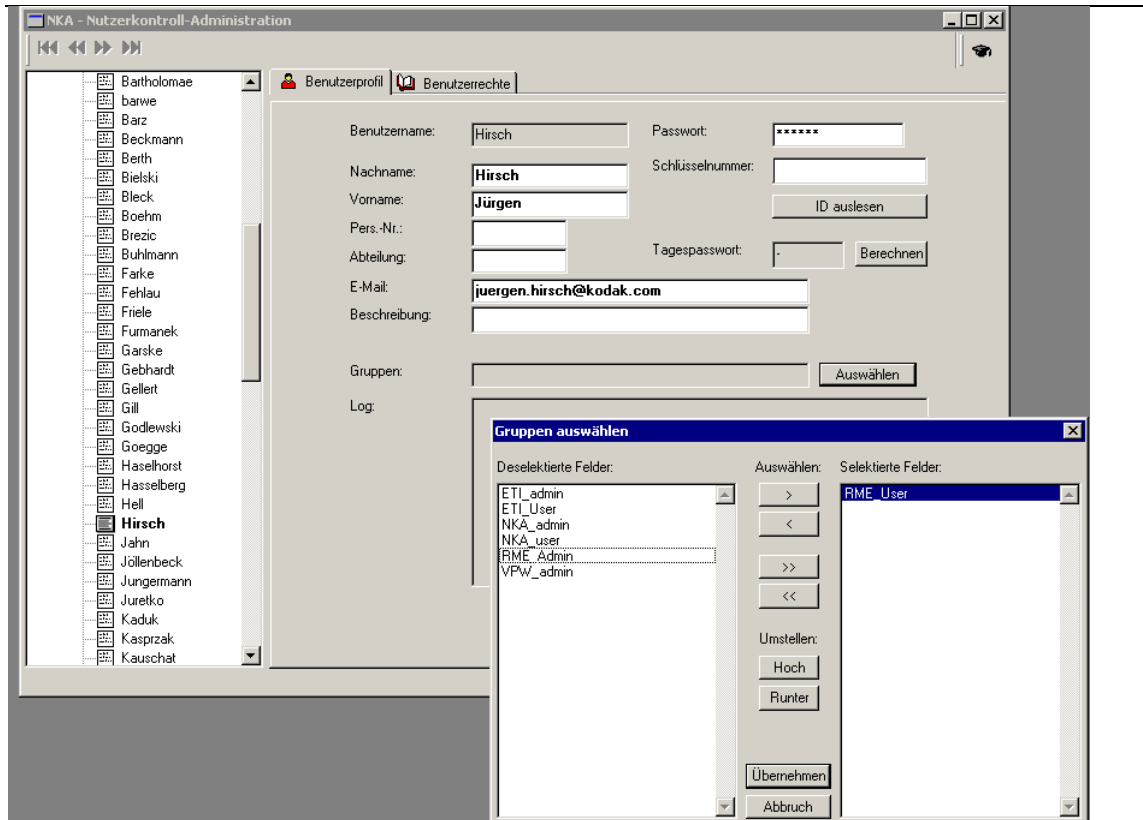 NKA - Nutzerkontroll-Administration
Bartholomae
barwe
Barz
Beckmann
Berth
Bielski
Bleck
Boehm
Brezic
Buhlmann
Farke
Fehlau
Friele
Furmanek
Garske
Gebhardt
Gellert
Gill
Godlewski
Goegge
Haselhorst
Hasselberg
Hell
Hirsch
Jahn
Jöllenbeck
Jungermann
Juretko
Kaduk
Kasprzak
Kauschat
Benutzerprofil Benutzerrechte
Benutzername: Hirsch Passwort: ******
Nachname: Hirsch Schlüsselnummer:
Vorname: Jürgen ID auslesen
Pers.-Nr.:
Abteilung: Tagespasswort: - Berechnen
E-Mail: juergen.hirsch@kodak.com
Beschreibung:
Gruppen: Auswählen
Log:
Gruppen auswählen
Deselektierte Felder: Auswählen: Selektierte Felder:
ETI_admin
ETI_User
NKA_admin
NKA_user
RME_Admin
VPW_admin
>
<
>>
<<
Umstellen:
Hoch
Runter
Übernehmen
Abbruch
RME_User